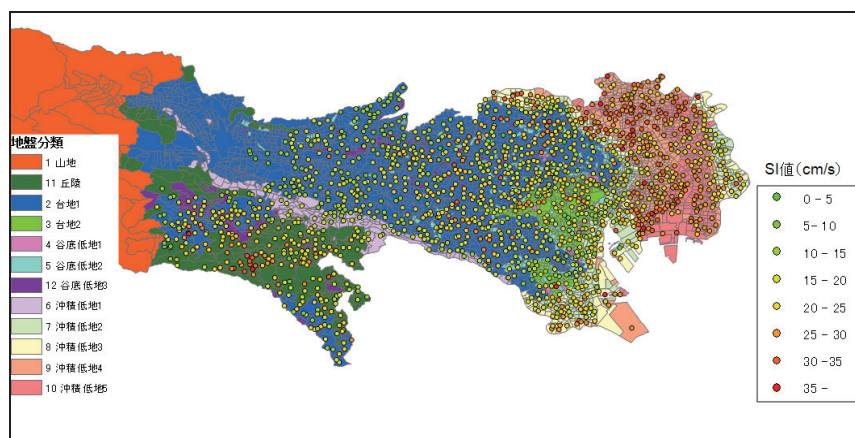 地盤分類
1 山地
11 丘陵
2 台地1
3 台地2
4 谷底低地1
5 谷底低地2
12 谷底低地3
6 沖積低地1
7 沖積低地2
8 沖積低地3
9 沖積低地4
10 沖積低地5
SI値(cm/s)
0 - 5
5- 10
10 - 15
15 - 20
20 - 25
25 - 30
30 -35
35 -